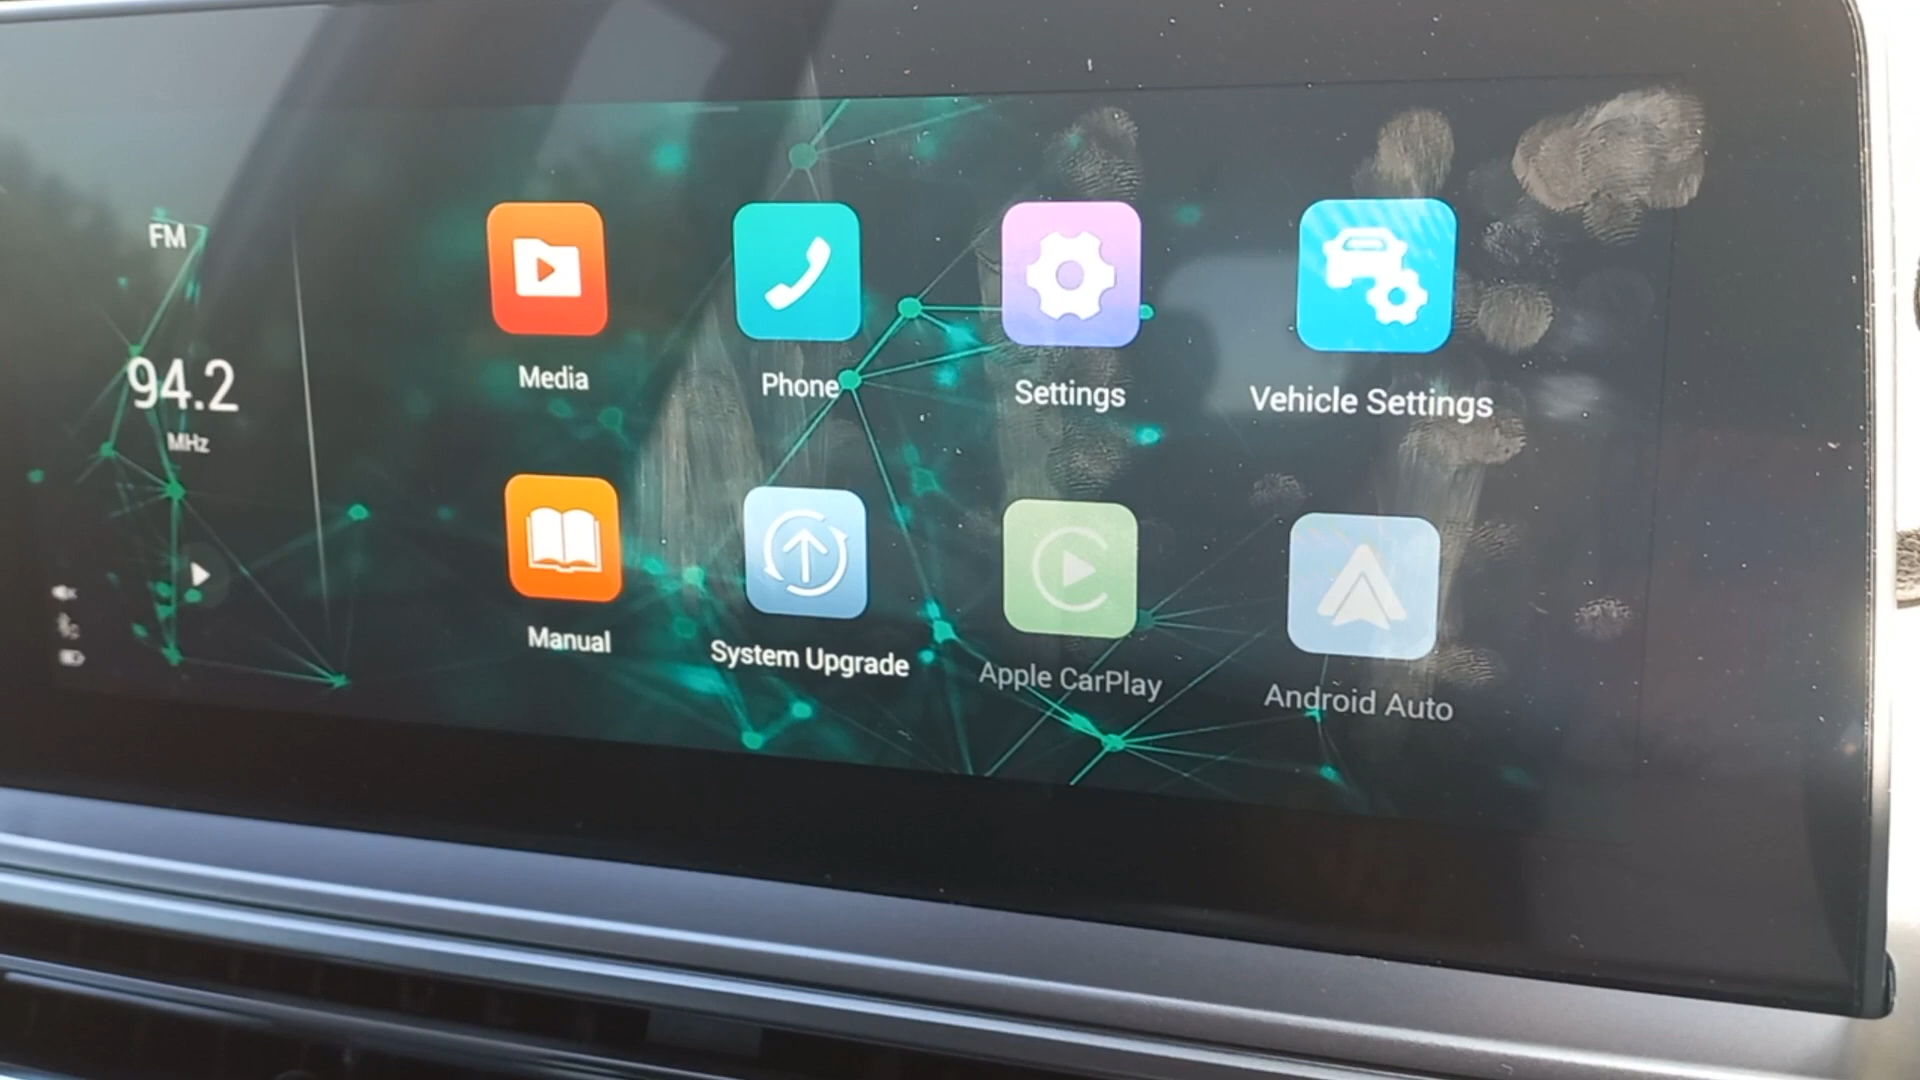 FM
94.2
MHz
Media
Phone
Settings
Vehicle Settings
Manual
System Upgrade
Apple CarPlay
Android Auto